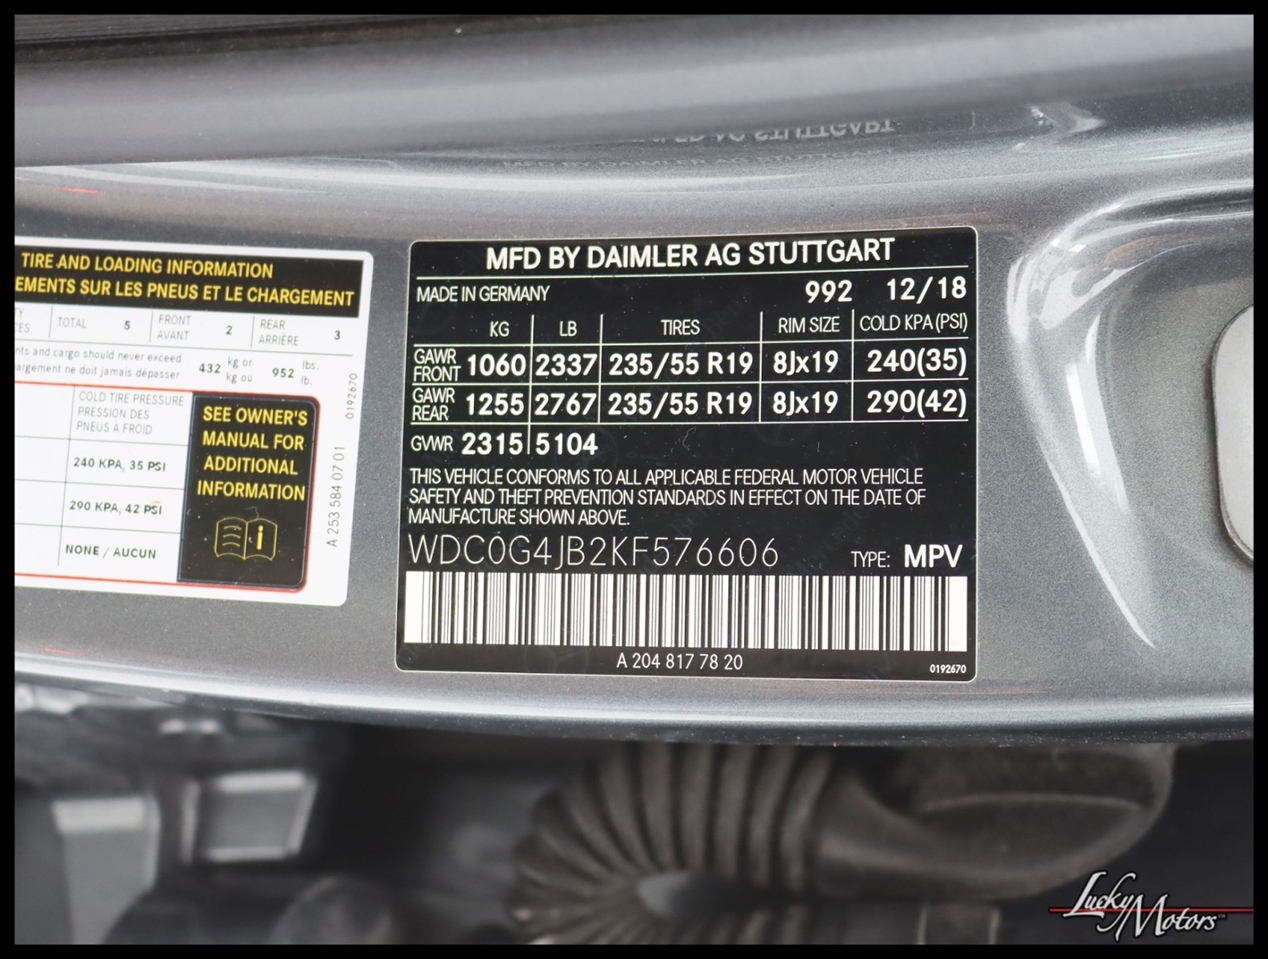 TIRE AND LOADING INFORMATION
EMENTS SUR LES PNEUS ET LE CHARGEMENT
TOTAL 5 FRONT AVANT 2 REAR ARRIÈRE 3
nts and cargo should never exceed
argement ne doit jamais dépasser
432 kg or kg ou 952 lbs. lb.
COLD TIRE PRESSURE
PRESSION DES
PNEUS À FROID
240 KPA, 35 PSI
290 KPA, 42 PSI
NONE / AUCUN
SEE OWNER'S
MANUAL FOR
ADDITIONAL
INFORMATION
0192670
A 253 584 07 01
MFD BY DAIMLER AG STUTTGART
MADE IN GERMANY 992 12/18
KG LB TIRES RIM SIZE COLD KPA(PSI)
GAWR FRONT 1060 2337 235/55 R19 8Jx19 240(35)
GAWR REAR 1255 2767 235/55 R19 8Jx19 290(42)
GVWR 2315 5104
THIS VEHICLE CONFORMS TO ALL APPLICABLE FEDERAL MOTOR VEHICLE
SAFETY AND THEFT PREVENTION STANDARDS IN EFFECT ON THE DATE OF
MANUFACTURE SHOWN ABOVE.
WDC0G4JB2KF576606 TYPE: MPV
A 204 817 78 20 0192670
Lucky Motors